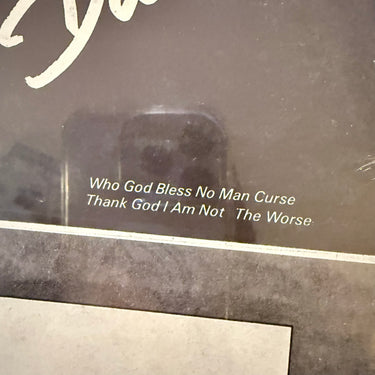 Who God Bless No Man Curse
Thank God I Am Not The Worse